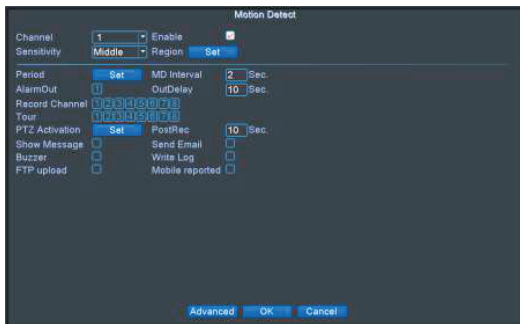 Motion Detect
Channel 1 Enable
Sensitivity Middle Region Set
Period Set MD Interval 2 Sec.
AlarmOut 1 OutDelay 10 Sec.
Record Channel 1 2 3 4 5 6 7 8
Tour 1 2 3 4 5 6 7 8
PTZ Activation Set PostRec 10 Sec.
Show Message Send Email
Buzzer Write Log
FTP upload Mobile reported
Advanced OK Cancel